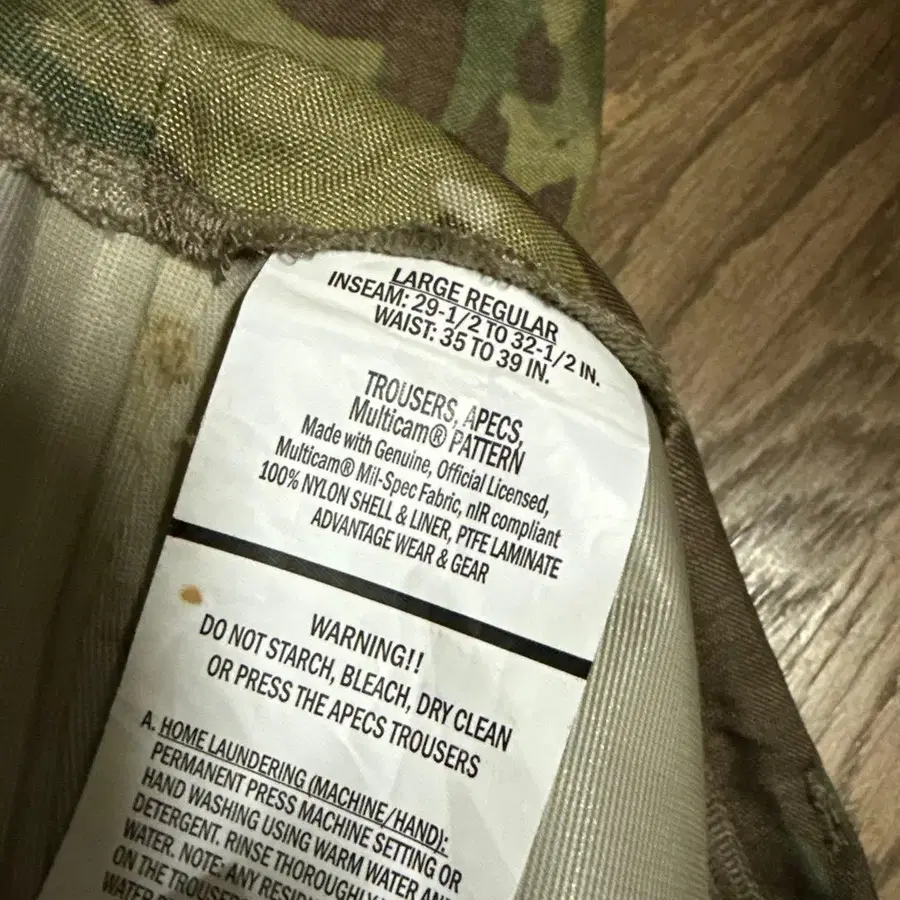 LARGE REGULAR
INSEAM: 29-1/2 TO 32-1/2 IN.
WAIST: 35 TO 39 IN.
TROUSERS, APECS,
Multicam® PATTERN
Made with Genuine, Official Licensed,
Multicam® Mil-Spec Fabric, nIR compliant
100% NYLON SHELL & LINER, PTFE LAMINATE
ADVANTAGE WEAR & GEAR
WARNING!!
DO NOT STARCH, BLEACH, DRY CLEAN
OR PRESS THE APECS TROUSERS
A. HOME LAUNDERING (MACHINE/HAND):
PERMANENT PRESS MACHINE SETTING OR
HAND WASHING USING WARM WATER AND
DETERGENT. RINSE THOROUGHLY
WATER. NOTE: ANY
ON THE
WATER